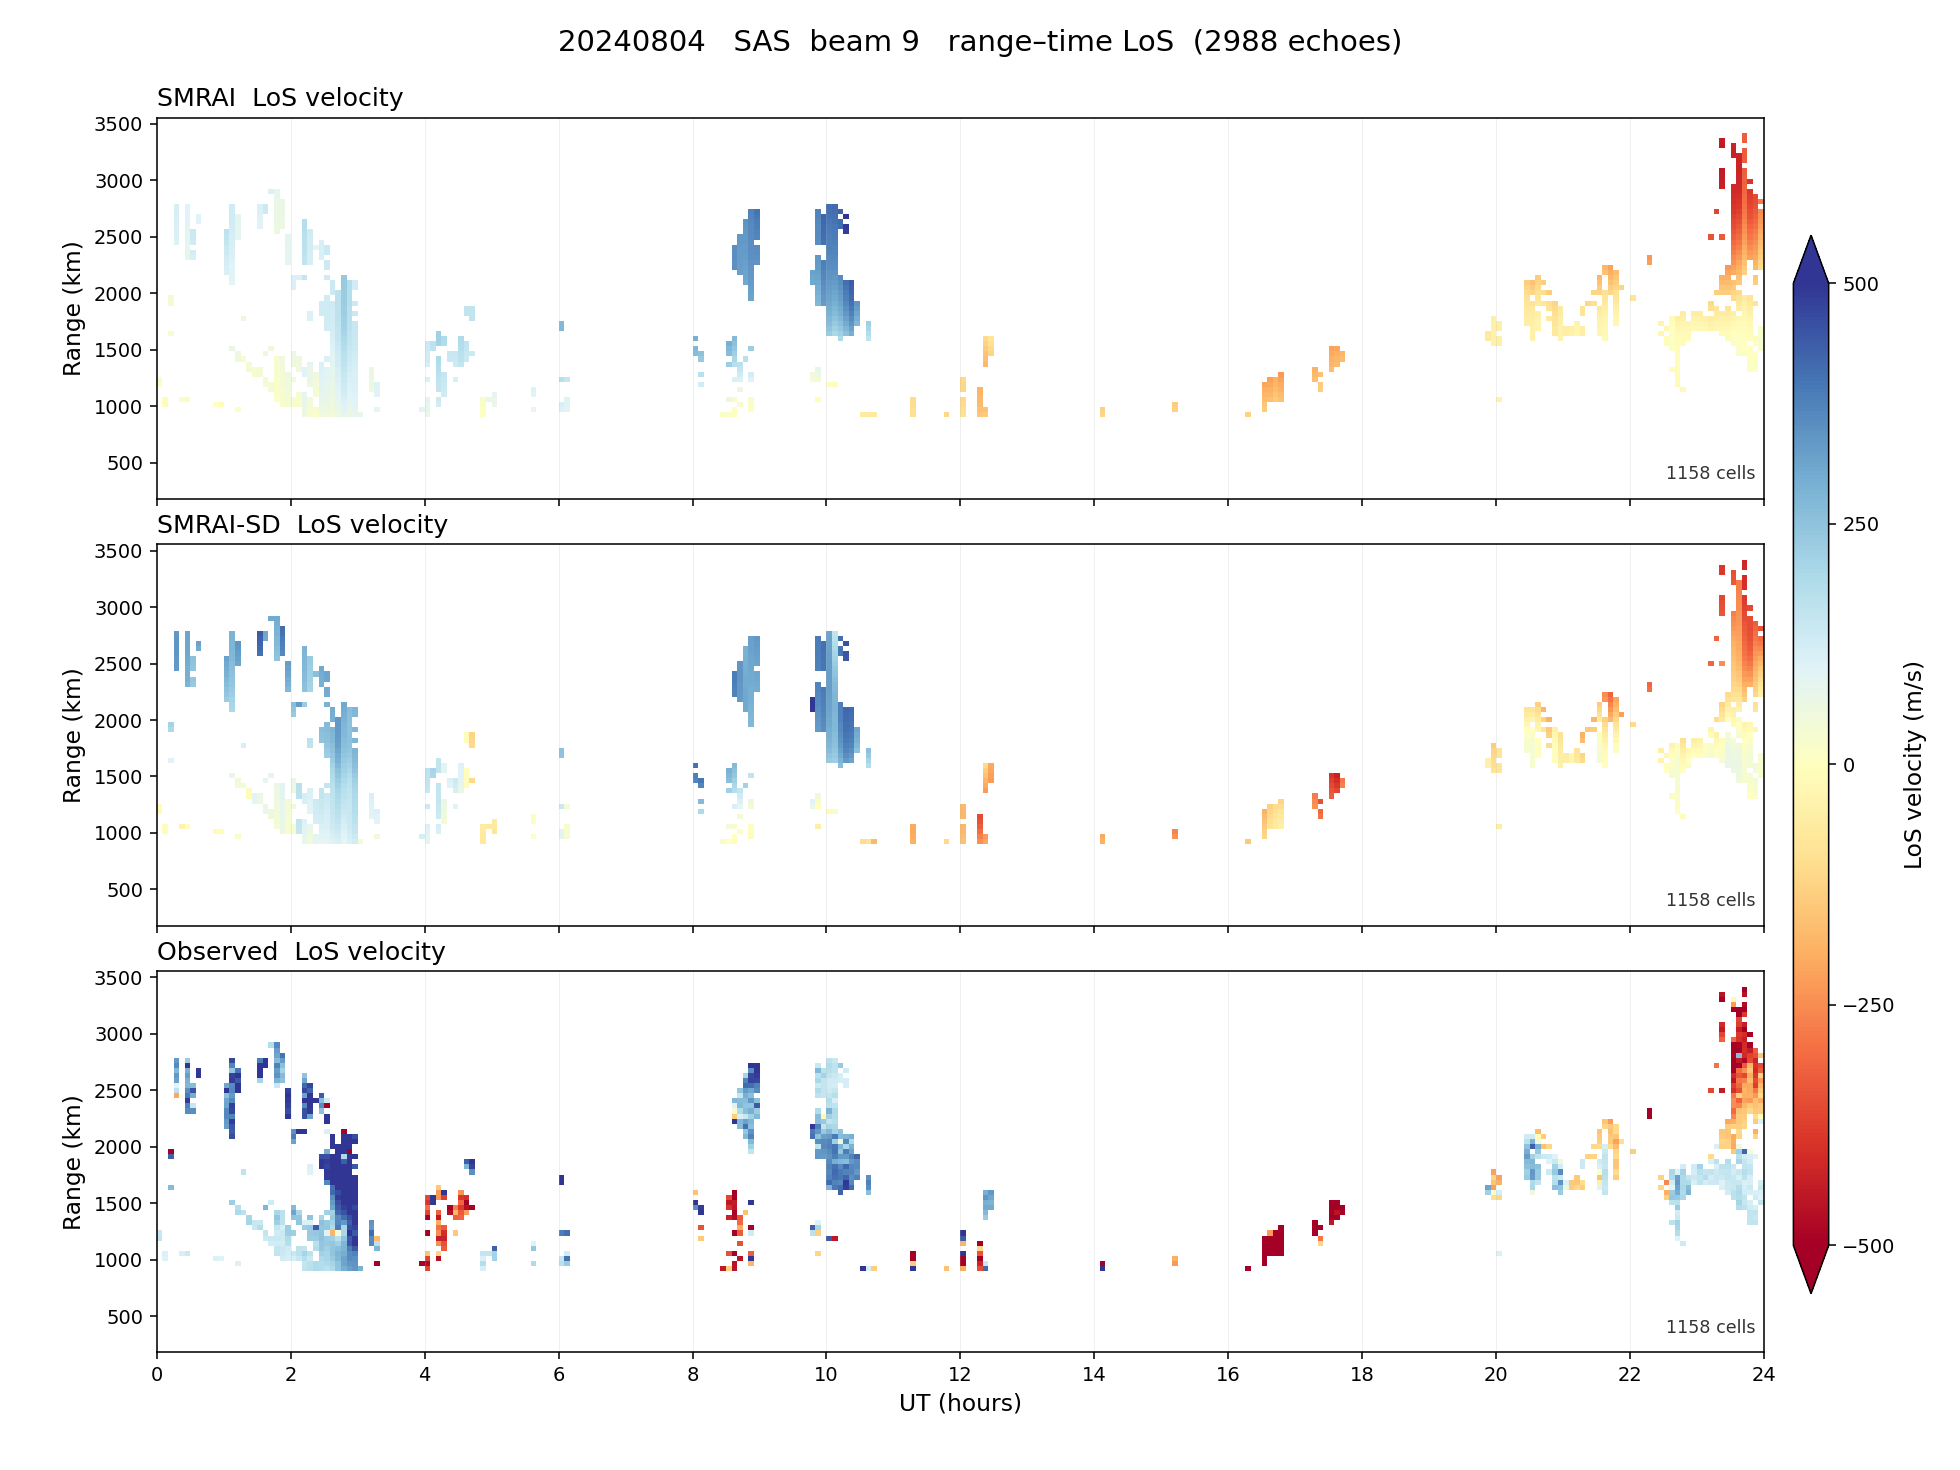 20240804   SAS  beam 9   range–time LoS  (2988 echoes)
SMRAI  LoS velocity
3500
3000
2500
2000
1500
1000
500
Range (km)
1158 cells
SMRAI-SD  LoS velocity
3500
3000
2500
2000
1500
1000
500
Range (km)
1158 cells
Observed  LoS velocity
3500
3000
2500
2000
1500
1000
500
Range (km)
1158 cells
0 2 4 6 8 10 12 14 16 18 20 22 24
UT (hours)
500
250
0
−250
−500
LoS velocity (m/s)